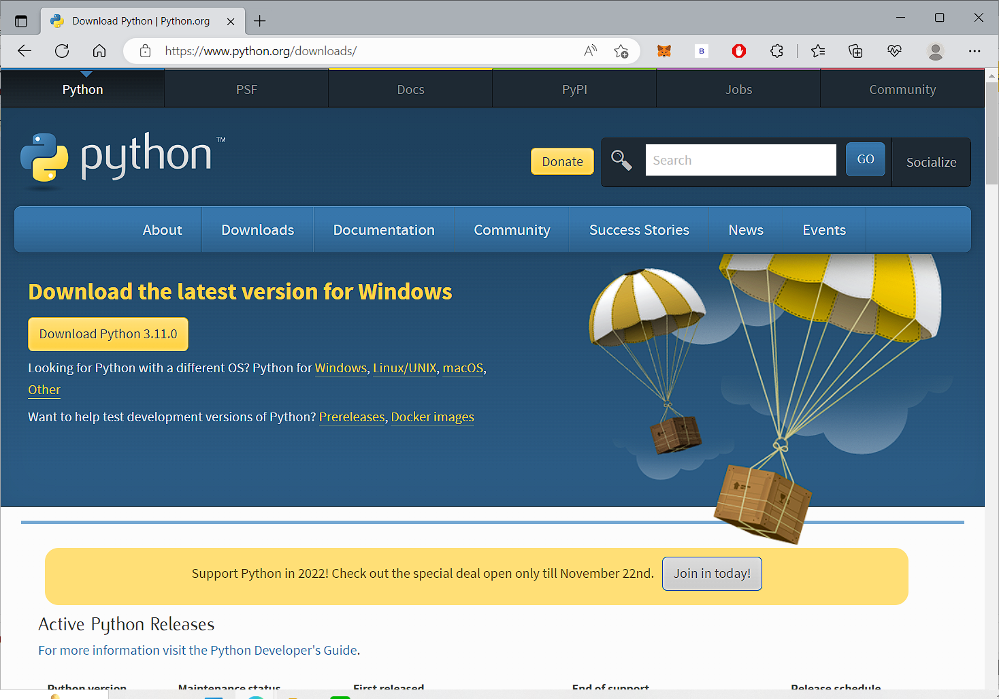 Download Python | Python.org
https://www.python.org/downloads/
Python PSF Docs PyPI Jobs Community
python™
Donate Search GO Socialize
About Downloads Documentation Community Success Stories News Events
Download the latest version for Windows
Download Python 3.11.0
Looking for Python with a different OS? Python for Windows, Linux/UNIX, macOS,
Other
Want to help test development versions of Python? Prereleases, Docker images
Support Python in 2022! Check out the special deal open only till November 22nd. Join in today!
Active Python Releases
For more information visit the Python Developer's Guide.
Python version Maintenance status First released End of support Release schedule